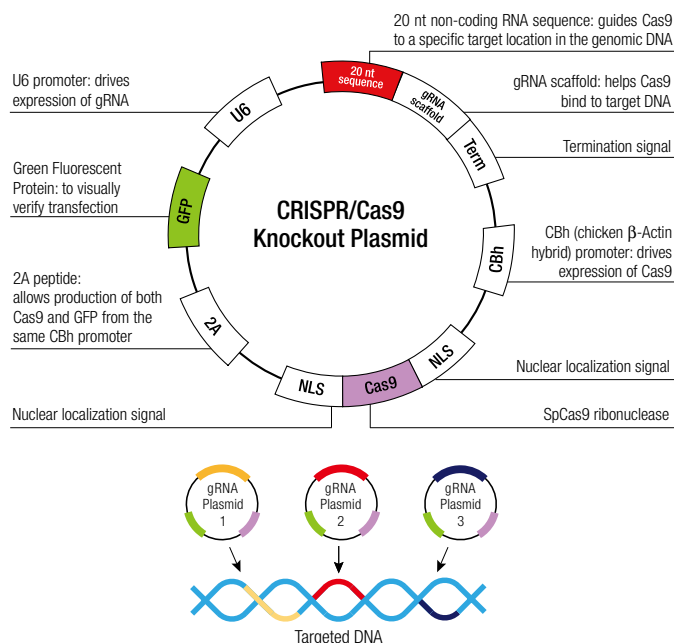 20 nt non-coding RNA sequence: guides Cas9
to a specific target location in the genomic DNA
U6 promoter: drives
expression of gRNA
gRNA scaffold: helps Cas9
bind to target DNA
Termination signal
Green Fluorescent
Protein: to visually
verify transfection
CBh (chicken β-Actin
hybrid) promoter: drives
expression of Cas9
2A peptide:
allows production of both
Cas9 and GFP from the
same CBh promoter
Nuclear localization signal
Nuclear localization signal
SpCas9 ribonuclease
CRISPR/Cas9
Knockout Plasmid
U6
20 nt
sequence
gRNA
scaffold
Term
CBh
NLS
Cas9
NLS
2A
GFP
gRNA
Plasmid
1
gRNA
Plasmid
2
gRNA
Plasmid
3
Targeted DNA